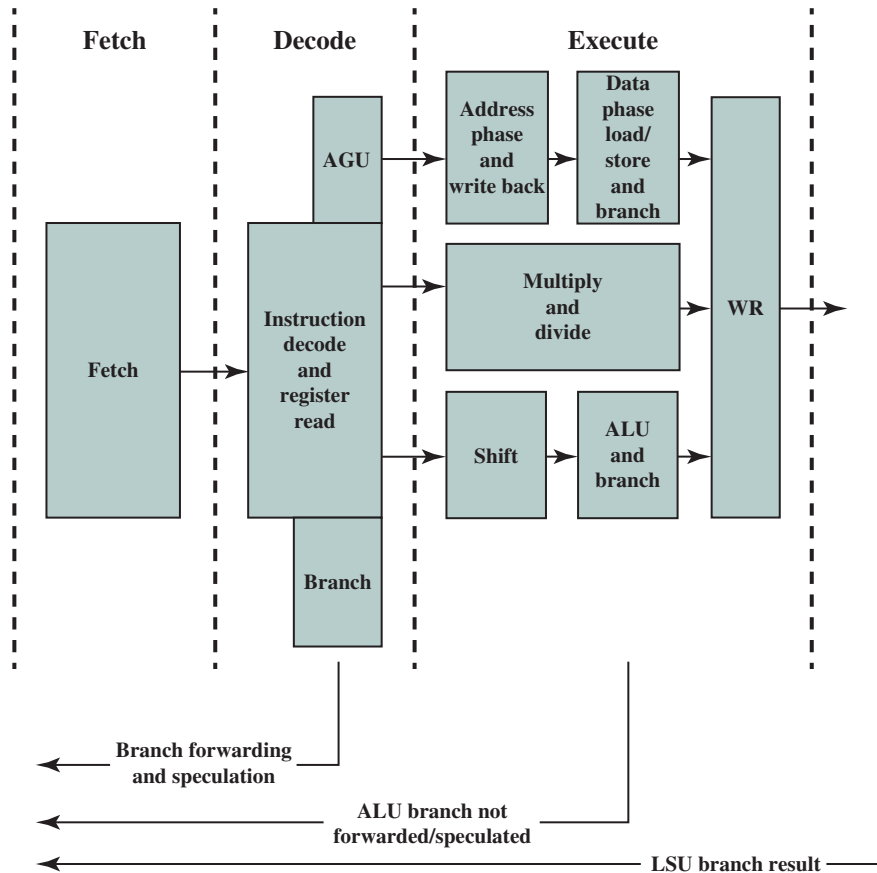 Fetch
Decode
Execute
AGU
Address
phase
and
write back
Data
phase
load/
store
and
branch
Fetch
Instruction
decode
and
register
read
Multiply
and
divide
WR
Shift
ALU
and
branch
Branch
Branch forwarding
and speculation
ALU branch not
forwarded/speculated
LSU branch result